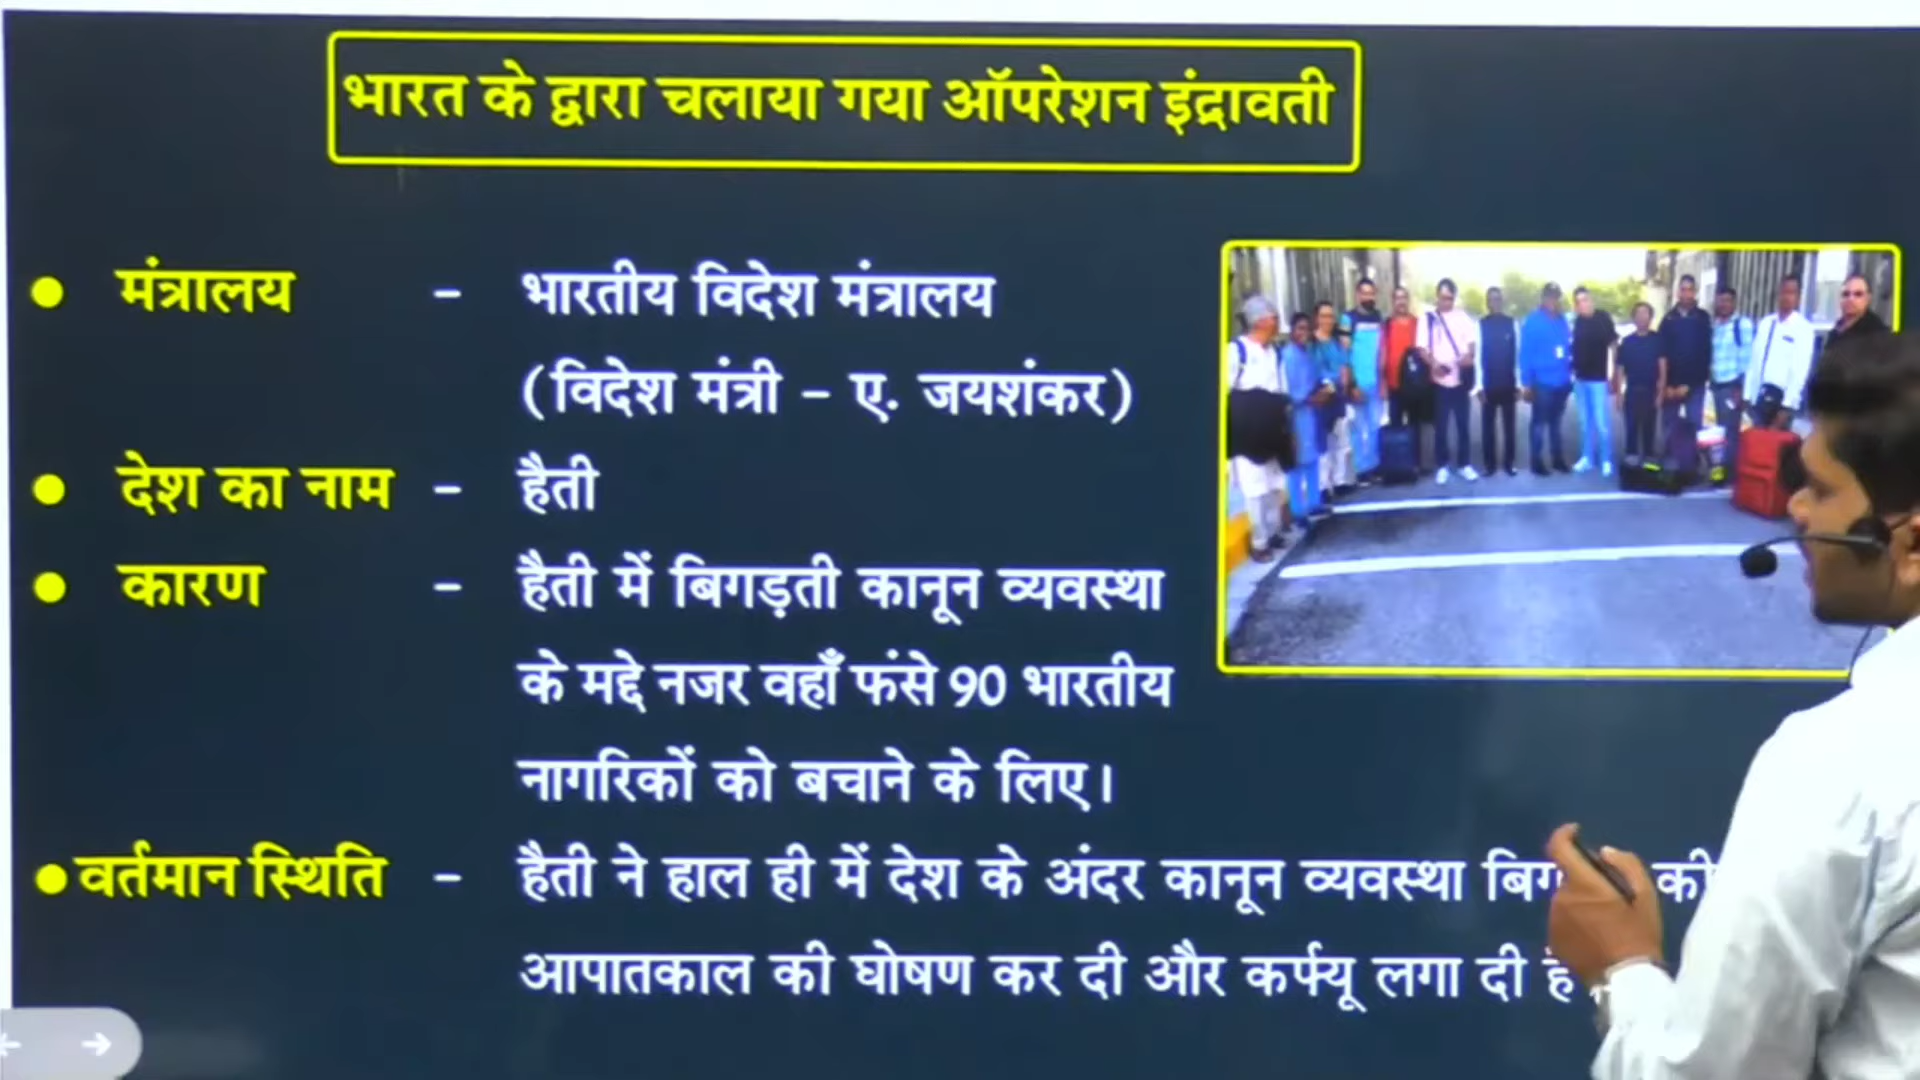 भारत के द्वारा चलाया गया ऑपरेशन इंद्रावती
● मंत्रालय - भारतीय विदेश मंत्रालय
(विदेश मंत्री - ए. जयशंकर)
● देश का नाम - हैती
● कारण - हैती में बिगड़ती कानून व्यवस्था
के मद्दे नजर वहाँ फंसे 90 भारतीय
नागरिकों को बचाने के लिए।
● वर्तमान स्थिति - हैती ने हाल ही में देश के अंदर कानून व्यवस्था की
आपातकाल की घोषण कर दी और कर्फ्यू लगा दी